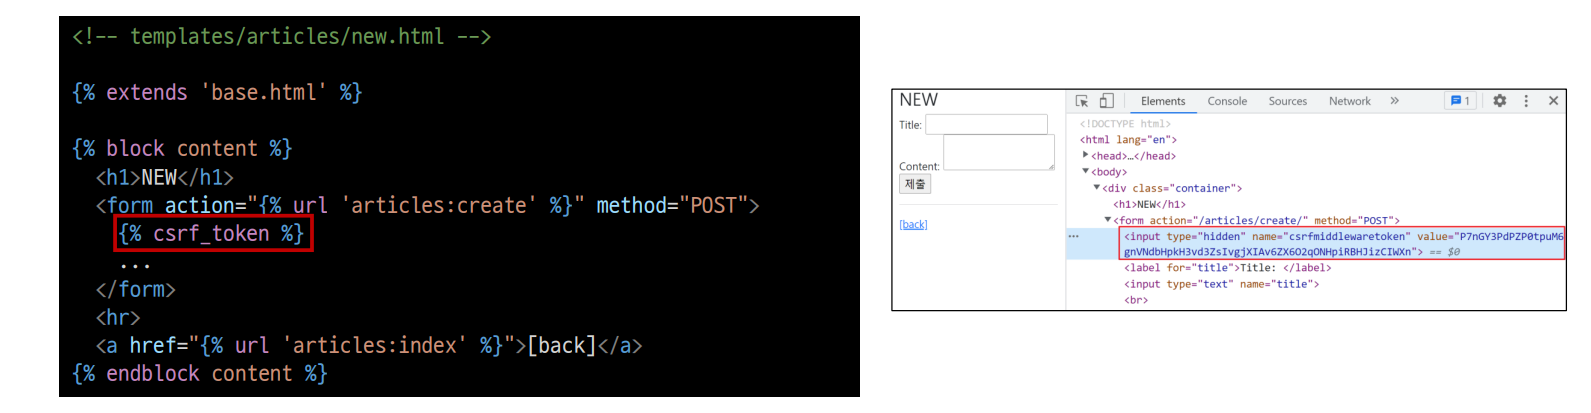 <!-- templates/articles/new.html -->
{% extends 'base.html' %}
{% block content %}
<h1>NEW</h1>
<form action="{% url 'articles:create' %}" method="POST">
{% csrf_token %}
...
</form>
<hr>
<a href="{% url 'articles:index' %}">[back]</a>
{% endblock content %}
NEW
Title:
Content:
제출
[back]
Elements Console Sources Network » 1
<!DOCTYPE html>
<html lang="en">
<head>…</head>
<body>
<div class="container">
<h1>NEW</h1>
<form action="/articles/create/" method="POST">
<input type="hidden" name="csrfmiddlewaretoken" value="P7nGY3PdPZP0tpuM6
gnVNdbHpkH3vd3ZsIvgjXIAv6ZX6O2qONHpiRBHJizCIWXn"> == $0
<label for="title">Title: </label>
<input type="text" name="title">
<br>